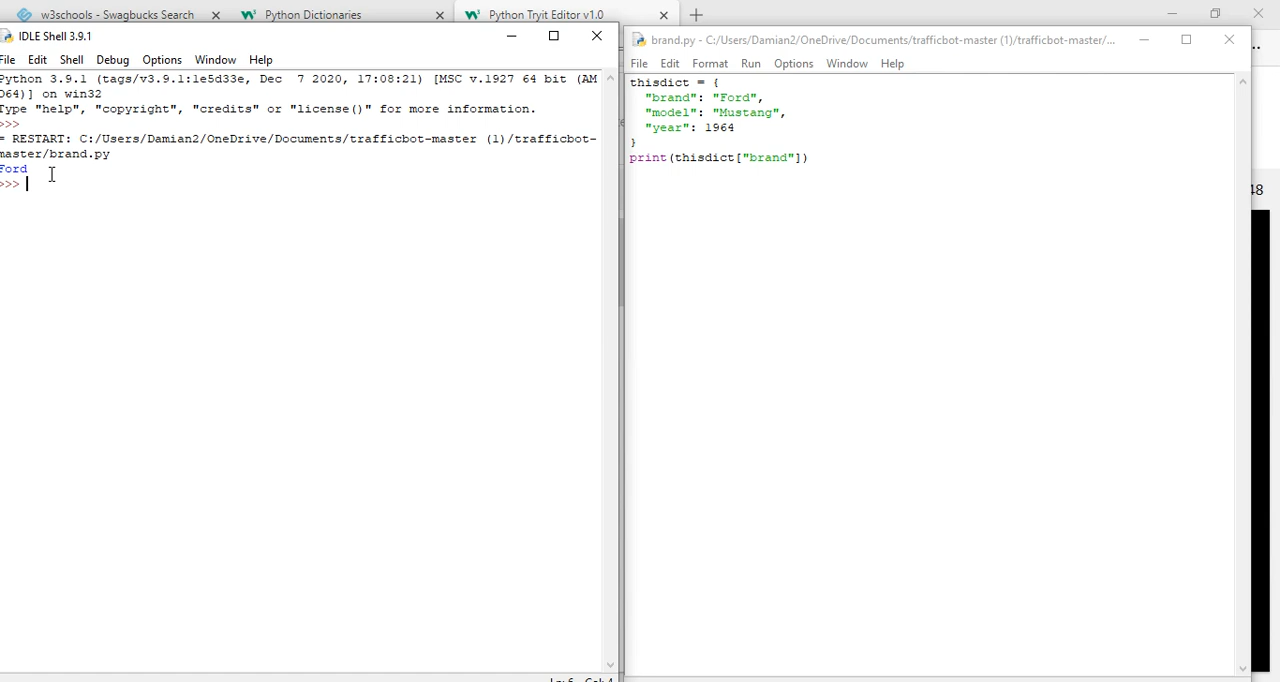 w3schools - Swagbucks Search
Python Dictionaries
Python Tryit Editor v1.0
IDLE Shell 3.9.1
File Edit Shell Debug Options Window Help
Python 3.9.1 (tags/v3.9.1:1e5d33e, Dec 7 2020, 17:08:21) [MSC v.1927 64 bit (AM
D64)] on win32
Type "help", "copyright", "credits" or "license()" for more information.
>>>
= RESTART: C:/Users/Damian2/OneDrive/Documents/trafficbot-master (1)/trafficbot-
master/brand.py
Ford
>>>
brand.py - C:/Users/Damian2/OneDrive/Documents/trafficbot-master (1)/trafficbot-master/...
File Edit Format Run Options Window Help
thisdict = {
"brand": "Ford",
"model": "Mustang",
"year": 1964
}
print(thisdict["brand"])
48